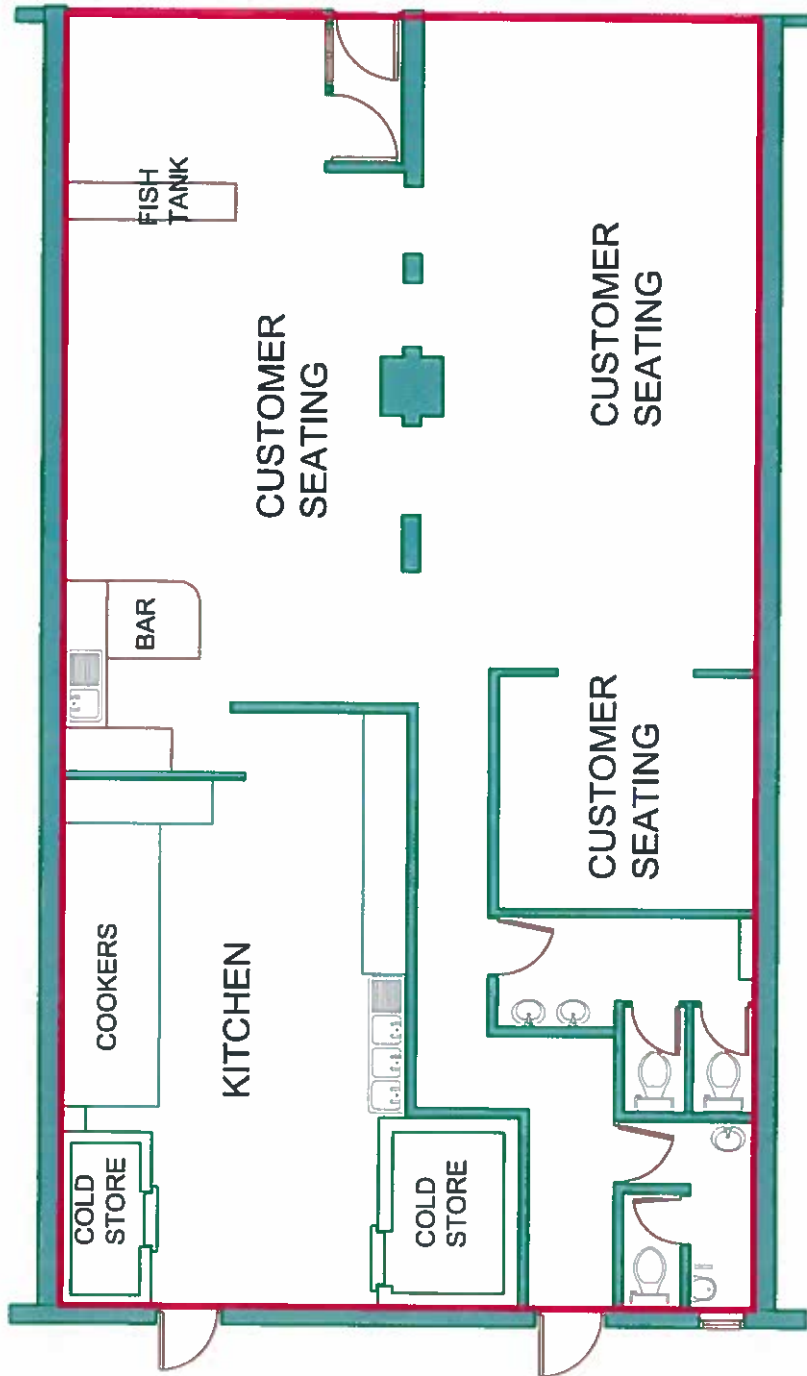 FISH
TANK
CUSTOMER
SEATING
CUSTOMER
SEATING
BAR
CUSTOMER
SEATING
COOKERS
KITCHEN
COLD
STORE
COLD
STORE